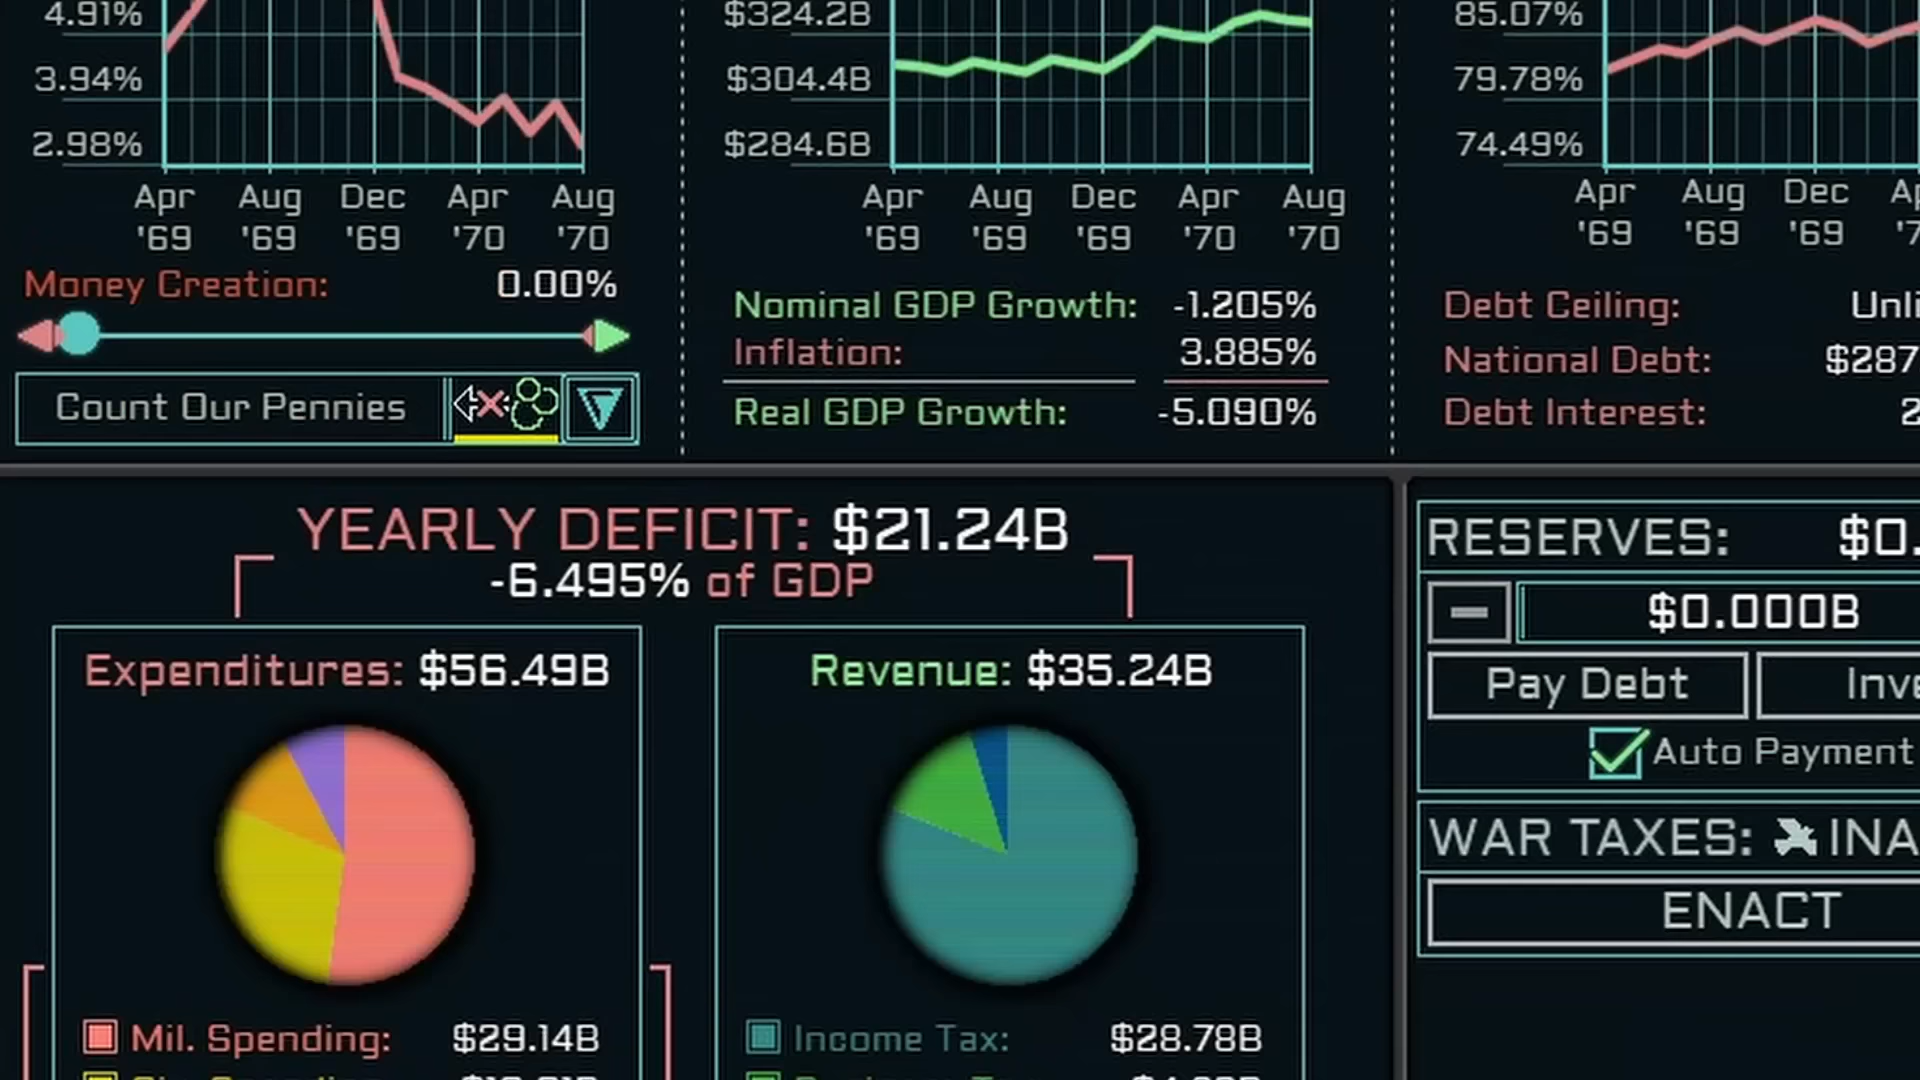 4.91%
3.94%
2.98%
Apr Aug Dec Apr Aug
'69 '69 '69 '70 '70
Money Creation: 0.00%
Count Our Pennies
$324.2B
$304.4B
$284.6B
Apr Aug Dec Apr Aug
'69 '69 '69 '70 '70
Nominal GDP Growth: -1.205%
Inflation: 3.885%
Real GDP Growth: -5.090%
85.07%
79.78%
74.49%
Apr Aug Dec
'69 '69 '69
Debt Ceiling:
National Debt: $287
Debt Interest: 2
YEARLY DEFICIT: $21.24B
-6.495% of GDP
Expenditures: $56.49B
Mil. Spending: $29.14B
Revenue: $35.24B
Income Tax: $28.78B
RESERVES: $0.
$0.000B
Pay Debt
Auto Payment
WAR TAXES: INA
ENACT